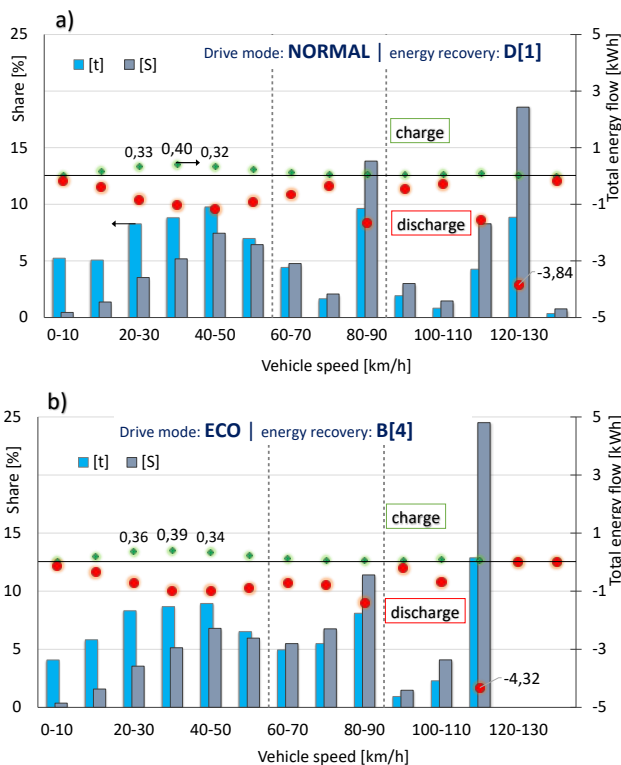 a)
25
20
15
10
5
0
Share [%]
Drive mode: NORMAL | energy recovery: D[1]
[t] [S]
0,33 0,40 0,32
charge
discharge
-3,84
5
3
1
-1
-3
-5
Total energy flow [kWh]
0-10 20-30 40-50 60-70 80-90 100-110 120-130
Vehicle speed [km/h]
b)
25
20
15
10
5
0
Share [%]
Drive mode: ECO | energy recovery: B[4]
[t] [S]
0,36 0,39 0,34
charge
discharge
-4,32
5
3
1
-1
-3
-5
Total energy flow [kWh]
0-10 20-30 40-50 60-70 80-90 100-110 120-130
Vehicle speed [km/h]